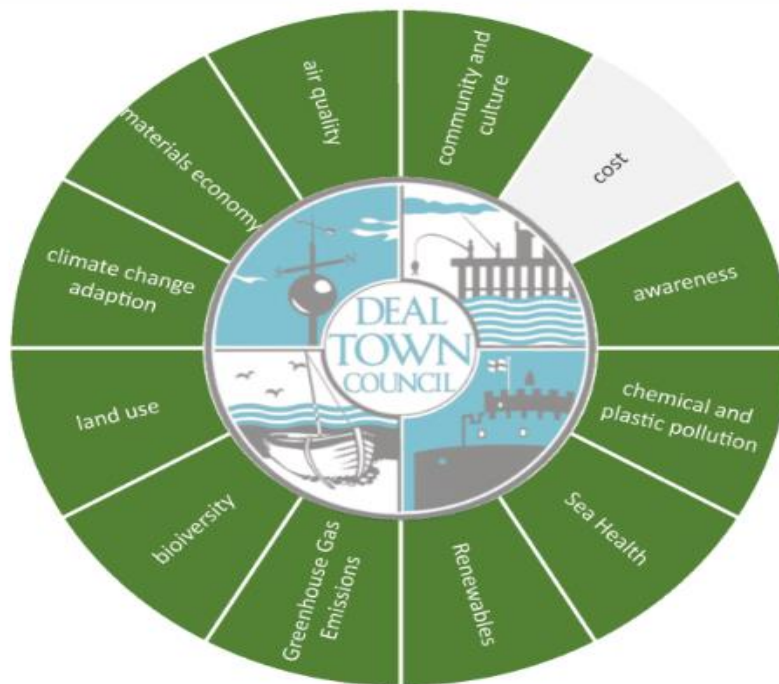 community and
culture
cost
awareness
chemical and
plastic pollution
Sea Health
Renewables
Greenhouse Gas
Emissions
bioiversity
land use
climate change
adaption
materials economy
air quality
N
DEAL
TOWN
COUNCIL